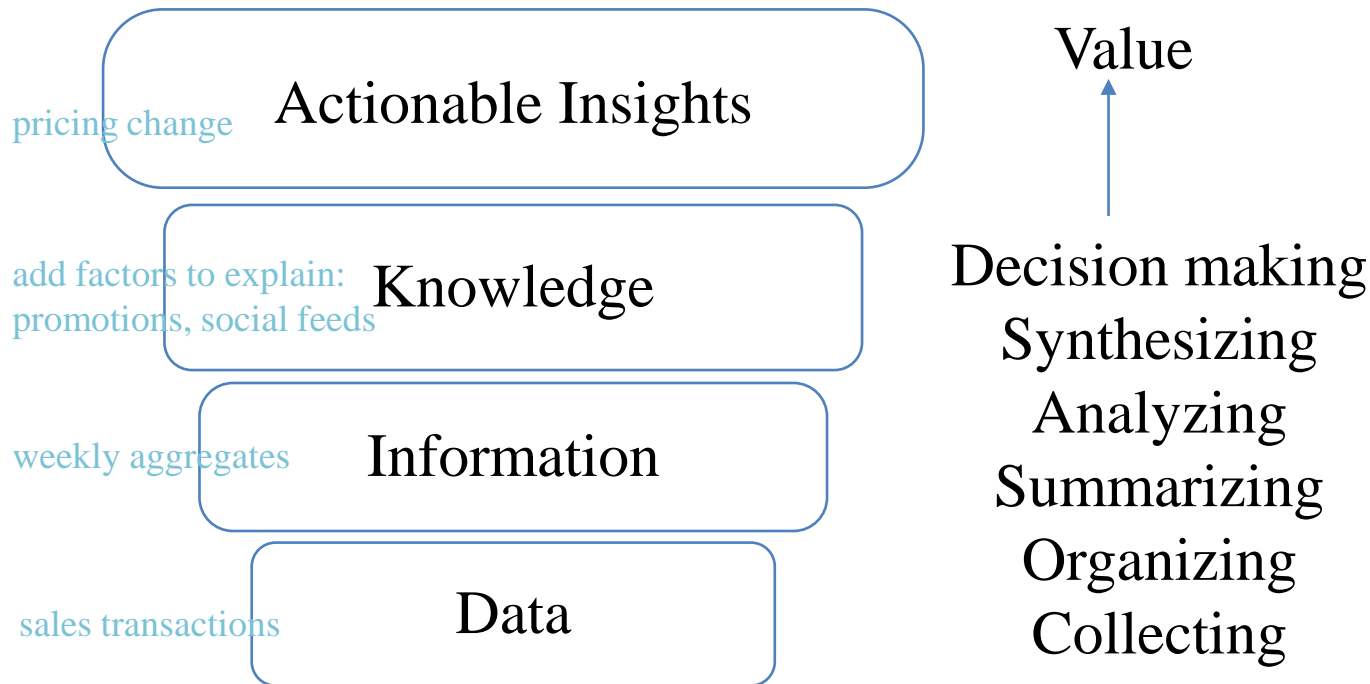 Actionable Insights
pricing change
Knowledge
add factors to explain:
promotions, social feeds
Information
weekly aggregates
Data
sales transactions
Value
Decision making
Synthesizing
Analyzing
Summarizing
Organizing
Collecting